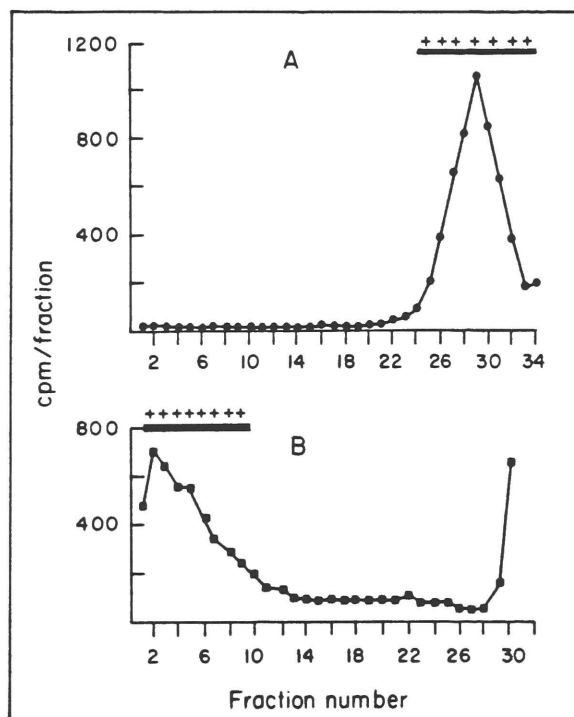 + + + + + + +
A
1200
800
400
2 6 10 14 18 22 26 30 34
cpm/fraction
+ + + + + + + +
B
800
400
2 6 10 14 18 22 26 30
Fraction number